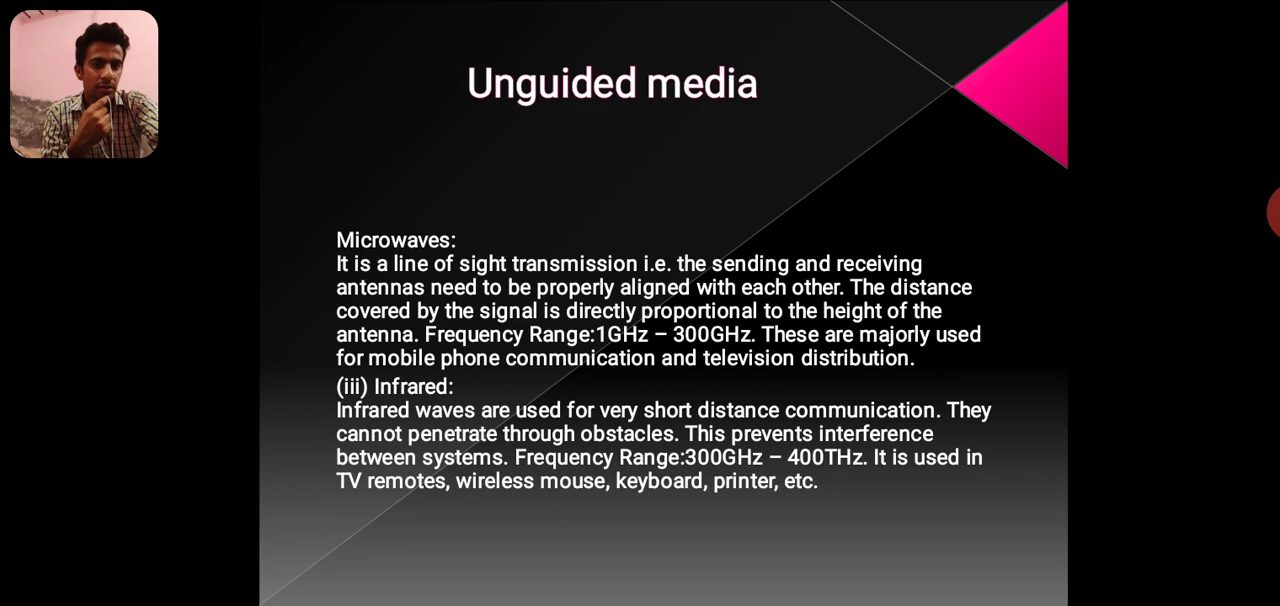 Unguided media
Microwaves:
It is a line of sight transmission i.e. the sending and receiving
antennas need to be properly aligned with each other. The distance
covered by the signal is directly proportional to the height of the
antenna. Frequency Range:1GHz – 300GHz. These are majorly used
for mobile phone communication and television distribution.
(iii) Infrared:
Infrared waves are used for very short distance communication. They
cannot penetrate through obstacles. This prevents interference
between systems. Frequency Range:300GHz – 400THz. It is used in
TV remotes, wireless mouse, keyboard, printer, etc.